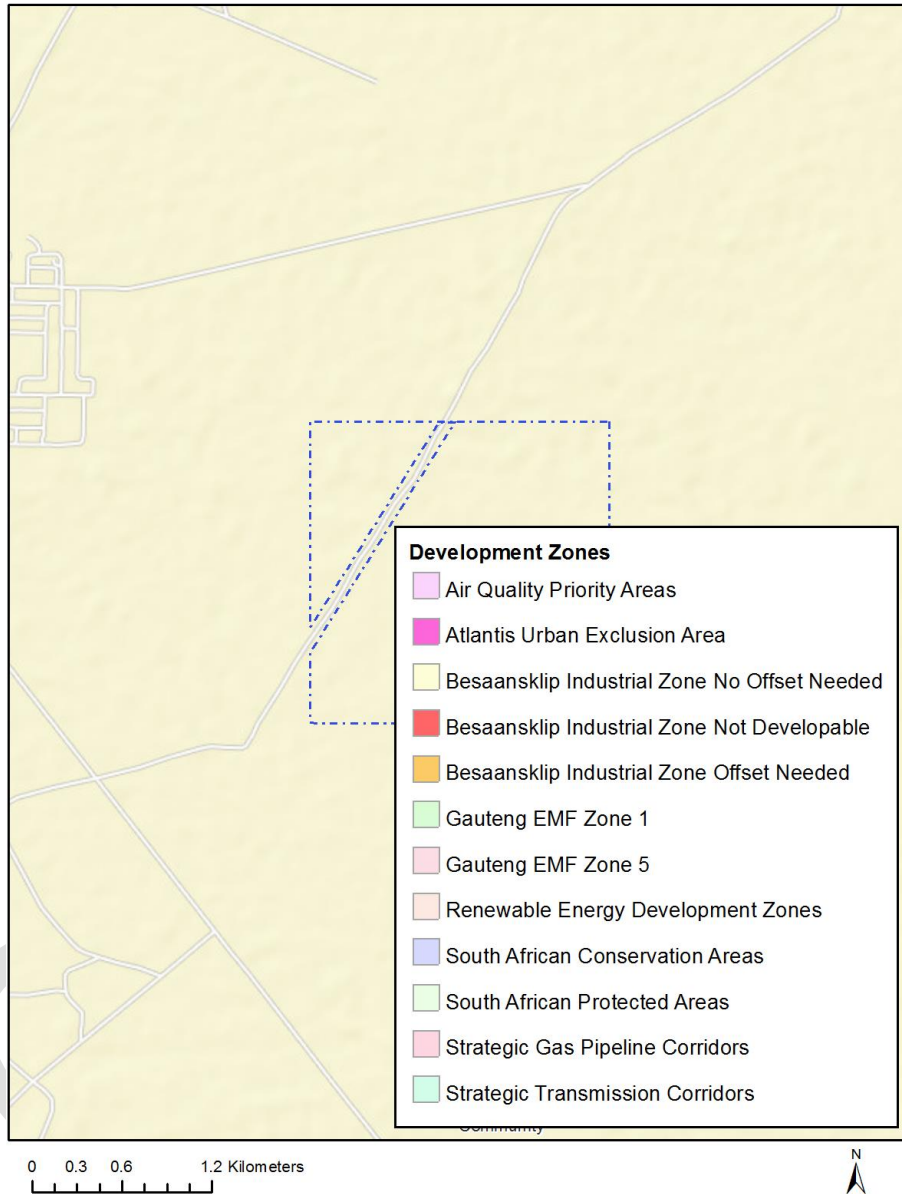 Development Zones
Air Quality Priority Areas
Atlantis Urban Exclusion Area
Besaansklip Industrial Zone No Offset Needed
Besaansklip Industrial Zone Not Developable
Besaansklip Industrial Zone Offset Needed
Gauteng EMF Zone 1
Gauteng EMF Zone 5
Renewable Energy Development Zones
South African Conservation Areas
South African Protected Areas
Strategic Gas Pipeline Corridors
Strategic Transmission Corridors
Community
0 0.3 0.6 1.2 Kilometers
N